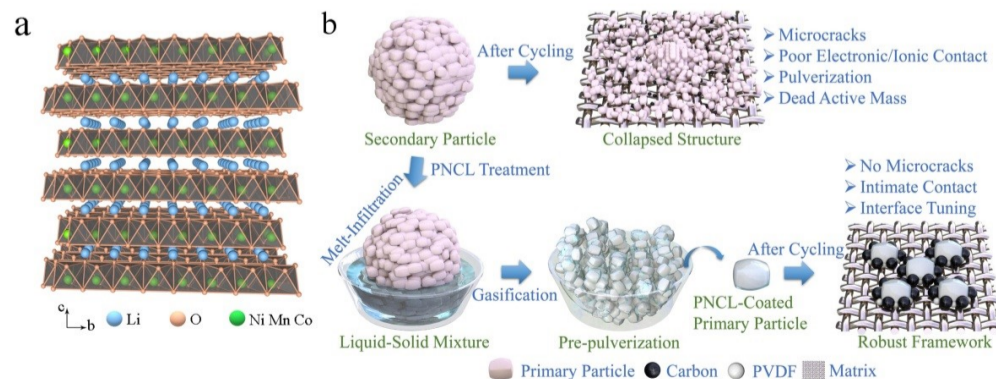 a
c
b
Li
O
Ni Mn Co
b
After Cycling
Secondary Particle
Collapsed Structure
➢ Microcracks
➢ Poor Electronic/Ionic Contact
➢ Pulverization
➢ Dead Active Mass
PNCL Treatment
Melt-Infiltration
Liquid-Solid Mixture
Gasification
Pre-pulverization
PNCL-Coated
Primary Particle
After Cycling
➢ No Microcracks
➢ Intimate Contact
➢ Interface Tuning
Robust Framework
Primary Particle
Carbon
PVDF
Matrix